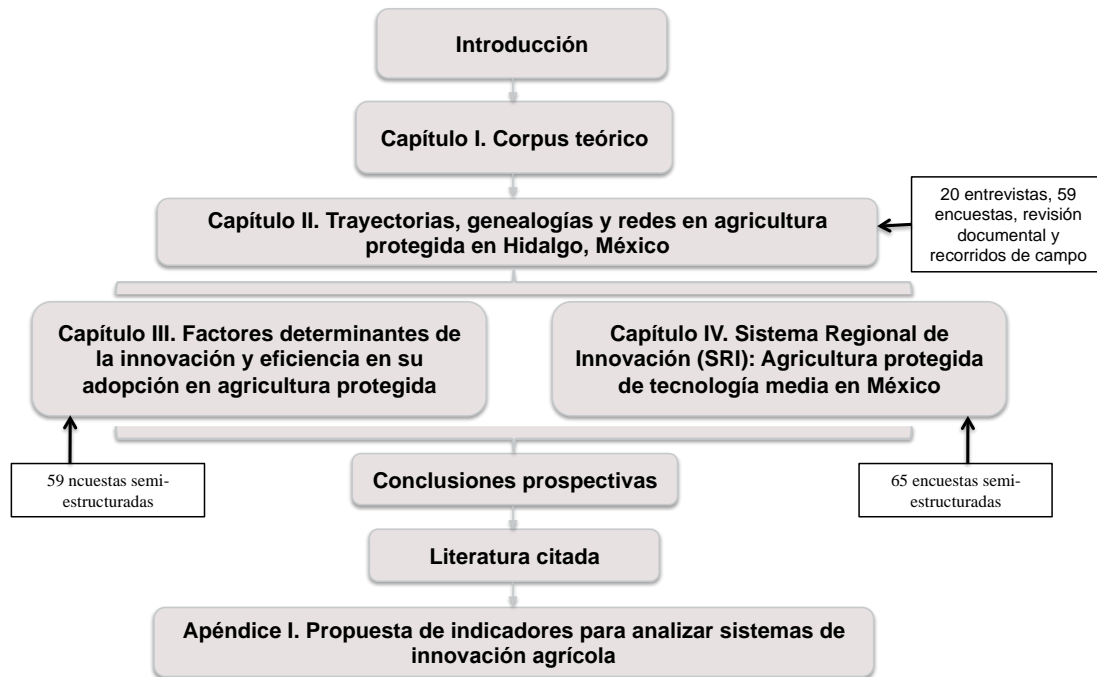 Introducción
Capítulo I. Corpus teórico
Capítulo II. Trayectorias, genealogías y redes en agricultura
protegida en Hidalgo, México
20 entrevistas, 59
encuestas, revisión
documental y
recorridos de campo
Capítulo III. Factores determinantes de
la innovación y eficiencia en su
adopción en agricultura protegida
Capítulo IV. Sistema Regional de
Innovación (SRI): Agricultura protegida
de tecnología media en México
59 ncuestas semi-
estructuradas
65 encuestas semi-
estructuradas
Conclusiones prospectivas
Literatura citada
Apéndice I. Propuesta de indicadores para analizar sistemas de
innovación agrícola